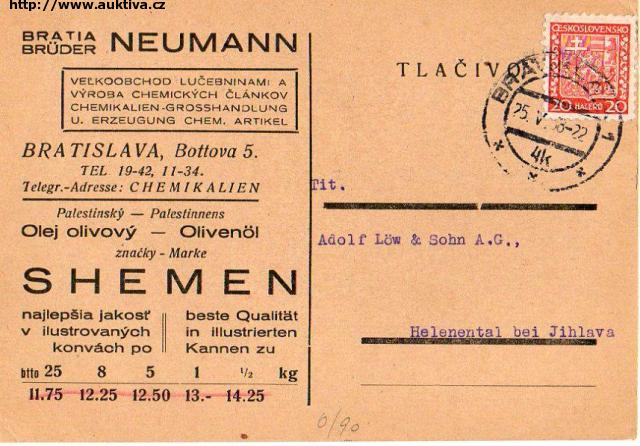 http://www.auktiva.cz
BRATIA
BRÜDER NEUMANN
VEĽKOOBCHOD LUČEBNINAMI A
VÝROBA CHEMICKÝCH ČLÁNKOV
CHEMIKALIEN-GROSSHANDLUNG
U. ERZEUGUNG CHEM. ARTIKEL
BRATISLAVA, Bottova 5.
TEL 19-42, 11-34.
Telegr.-Adresse: CHEMIKALIEN
Palestinský — Palestinnens
Olej olivový — Olivenöl
značky - Marke
SHEMEN
najlepšia jakosť
v ilustrovaných
konvách po
beste Qualität
in illustrierten
Kannen zu
btto 25 8 5 1 ½ kg
11.75 12.25 12.50 13.- 14.25
TLAČIVO
ČESKOSLOVENSKO
20 HALÉŘŮ 20
4k
1
Tit.
Adolf Löw & Sohn A.G.,
Helenental bei Jihlava
6/90